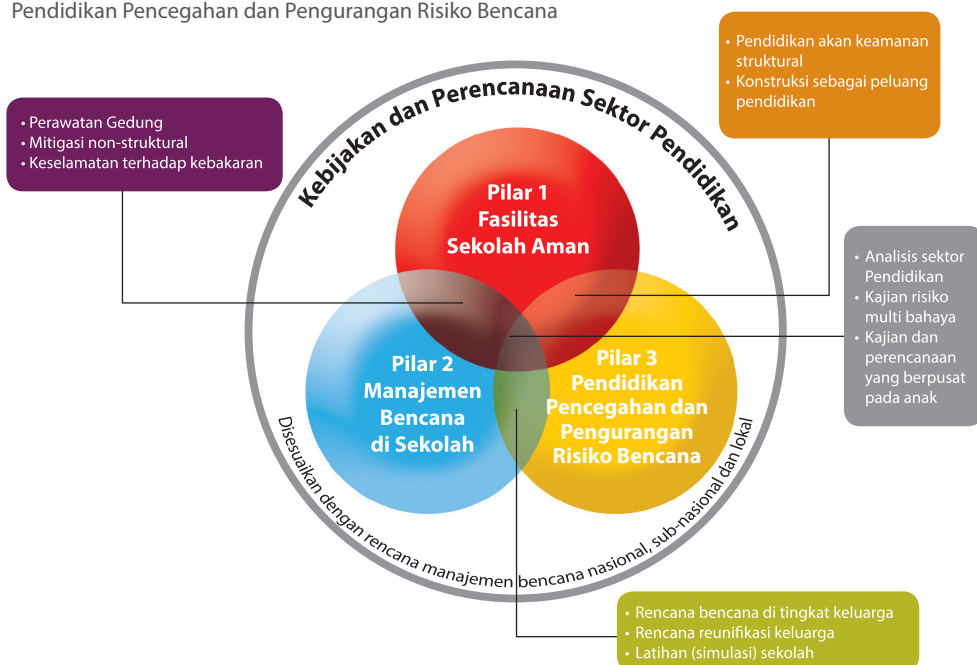 Pendidikan Pencegahan dan Pengurangan Risiko Bencana
• Pendidikan akan keamanan
struktural
• Konstruksi sebagai peluang
pendidikan
• Perawatan Gedung
• Mitigasi non-struktural
• Keselamatan terhadap kebakaran
Kebijakan dan Perencanaan Sektor Pendidikan
Pilar 1
Fasilitas
Sekolah Aman
• Analisis sektor
Pendidikan
• Kajian risiko
multi bahaya
• Kajian dan
perencanaan
yang berpusat
pada anak
Pilar 2
Manajemen
Bencana
di Sekolah
Pilar 3
Pendidikan
Pencegahan dan
Pengurangan
Risiko Bencana
Disesuaikan dengan rencana manajemen bencana nasional, sub-nasional dan lokal
• Rencana bencana di tingkat keluarga
• Rencana reunifikasi keluarga
• Latihan (simulasi) sekolah